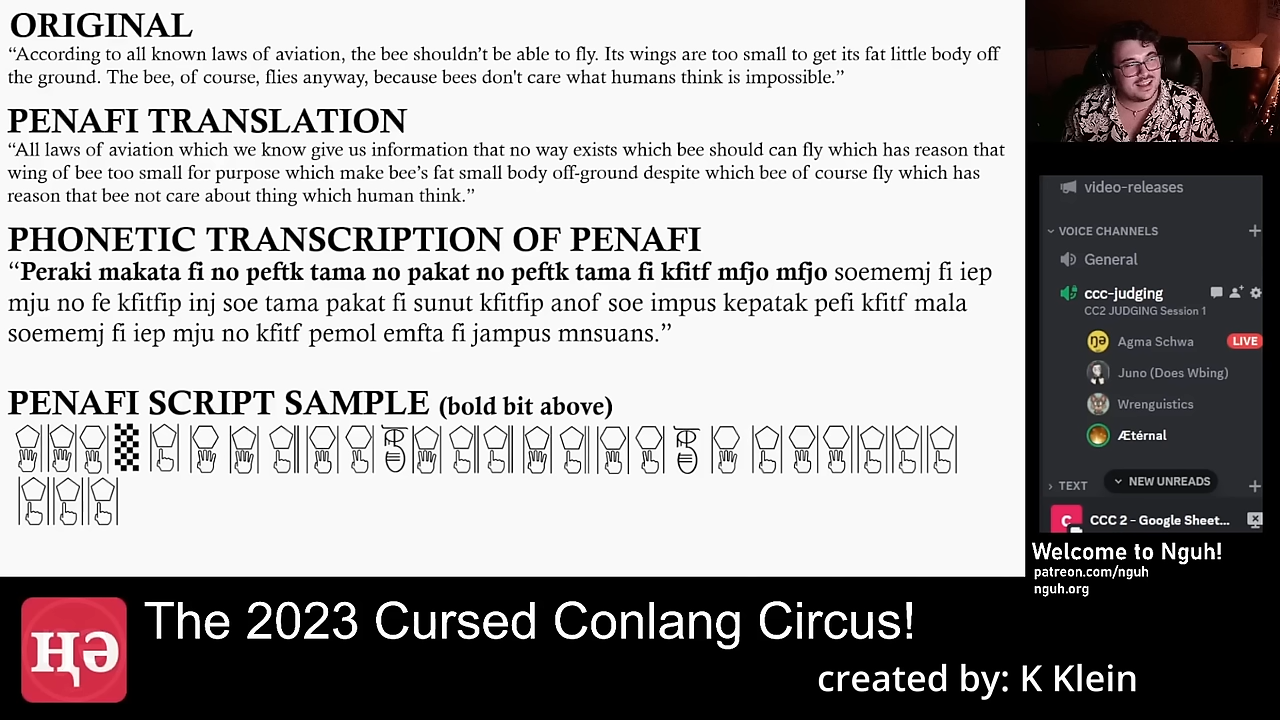 ORIGINAL
“According to all known laws of aviation, the bee shouldn’t be able to fly. Its wings are too small to get its fat little body off
the ground. The bee, of course, flies anyway, because bees don't care what humans think is impossible.”
PENAFI TRANSLATION
“All laws of aviation which we know give us information that no way exists which bee should can fly which has reason that
wing of bee too small for purpose which make bee’s fat small body off-ground despite which bee of course fly which has
reason that bee not care about thing which human think.”
PHONETIC TRANSCRIPTION OF PENAFI
“Peraki makata fi no peftk tama no pakat no peftk tama fi kfitf mfjo mfjo soememj fi iep
mju no fe kfitfip inj soe tama pakat fi sunut kfitfip anof soe impus kepatak pefi kfitf mala
soememj fi iep mju no kfitf pemol emfta fi jampus mnsuans.”
PENAFI SCRIPT SAMPLE (bold bit above)
video-releases
VOICE CHANNELS
General
ccc-judging
CC2 JUDGING Session 1
Agma Schwa
LIVE
Juno (Does Wbing)
Wrenguistics
Ætérnal
TEXT
NEW UNREADS
CCC 2 - Google Sheet...
Welcome to Nguh!
patreon.com/nguh
nguh.org
ŋə
The 2023 Cursed Conlang Circus!
created by: K Klein